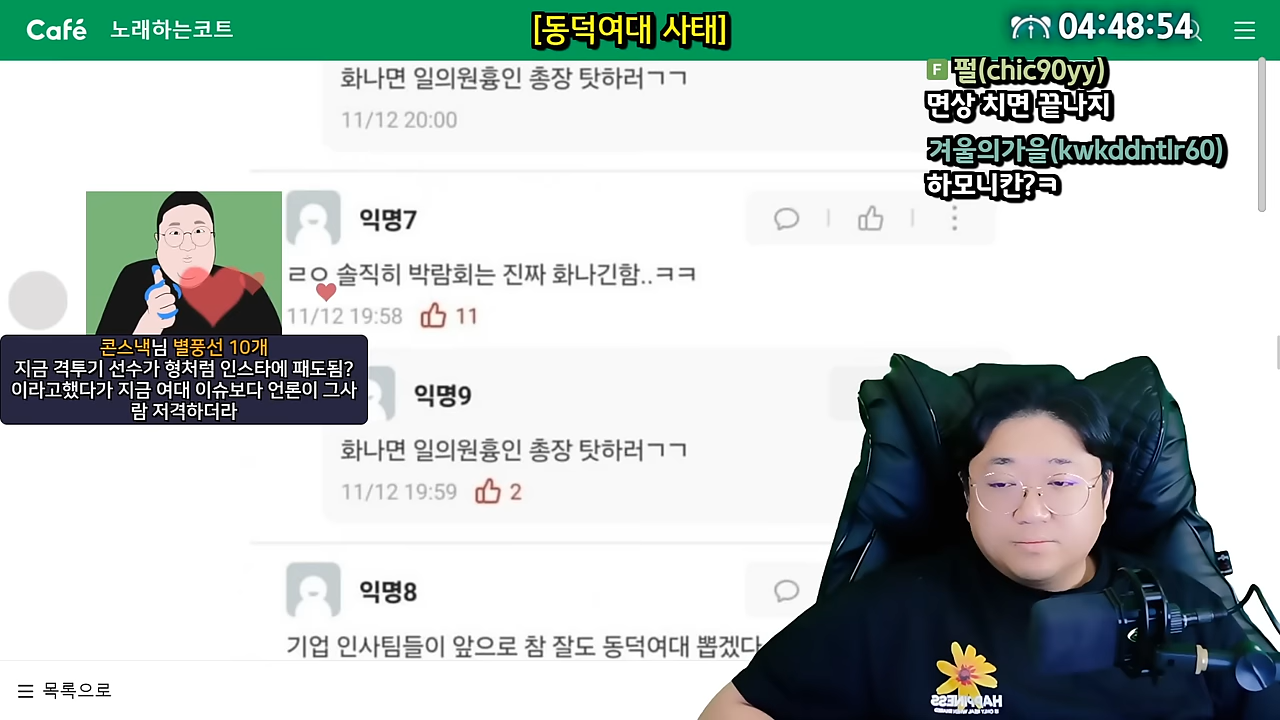 Café 노래하는코트
[동덕여대 사태]
04:48:54
화나면 일의원흉인 총장 탓하러ㄱㄱ
11/12 20:00
F 펄(chic90yy)
면상 치면 끝나지
겨울의가을(kwkddntlr60)
하모니칸?ㅋ
익명7
ㄹㅇ 솔직히 박람회는 진짜 화나긴함..ㅋㅋ
11/12 19:58 11
콘스낵님 별풍선 10개
지금 격투기 선수가 형처럼 인스타에 패도됨?
이라고했다가 지금 여대 이슈보다 언론이 그사
람 저격하더라
익명9
화나면 일의원흉인 총장 탓하러ㄱㄱ
11/12 19:59 2
익명8
기업 인사팀들이 앞으로 참 잘도 동덕여대 뽑겠다
HAPPINESS
목록으로